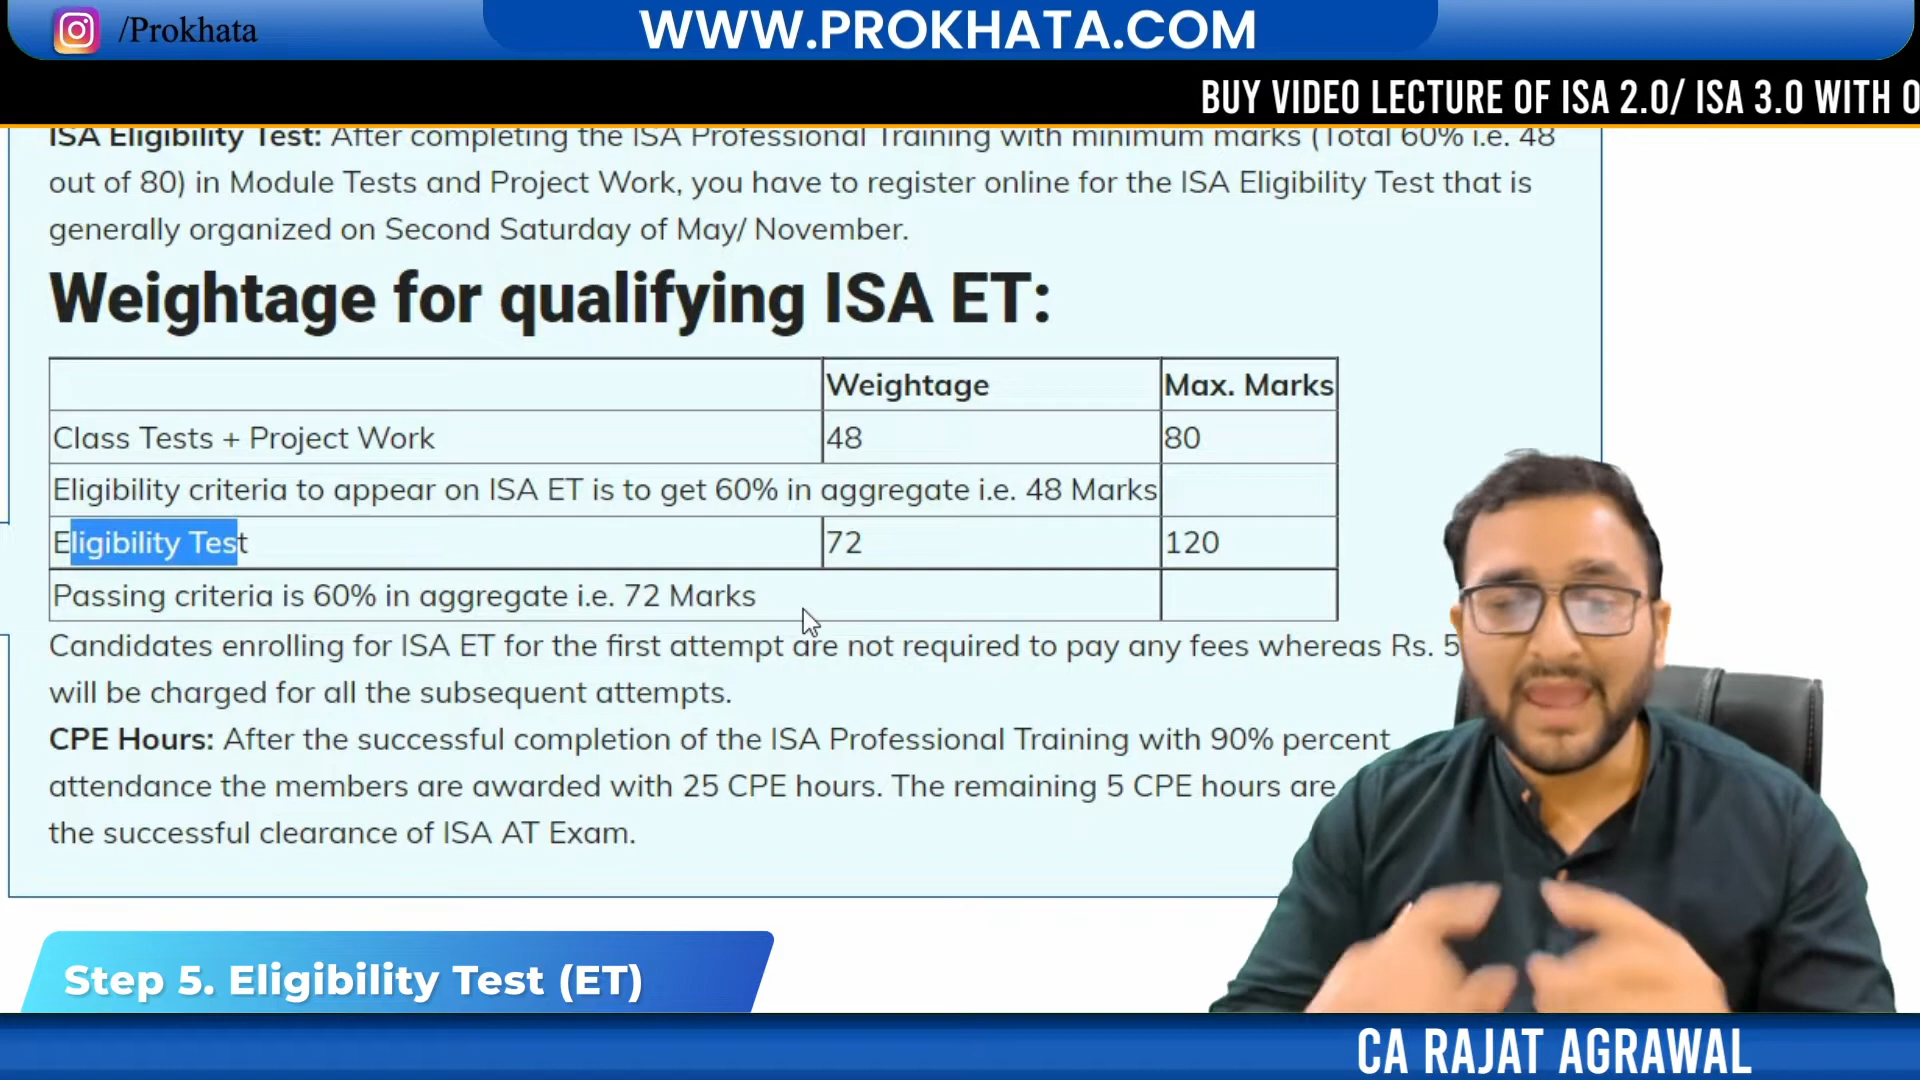 /Prokhata
WWW.PROKHATA.COM
BUY VIDEO LECTURE OF ISA 2.0/ ISA 3.0 WITH
ISA Eligibility Test: After completing the ISA Professional Training with minimum marks (Total 60% i.e. 48
out of 80) in Module Tests and Project Work, you have to register online for the ISA Eligibility Test that is
generally organized on Second Saturday of May/ November.
Weightage for qualifying ISA ET:
Weightage Max. Marks
Class Tests + Project Work 48 80
Eligibility criteria to appear on ISA ET is to get 60% in aggregate i.e. 48 Marks
Eligibility Test 72 120
Passing criteria is 60% in aggregate i.e. 72 Marks
Candidates enrolling for ISA ET for the first attempt are not required to pay any fees whereas Rs. 5
will be charged for all the subsequent attempts.
CPE Hours: After the successful completion of the ISA Professional Training with 90% percent
attendance the members are awarded with 25 CPE hours. The remaining 5 CPE hours are
the successful clearance of ISA AT Exam.
Step 5. Eligibility Test (ET)
CA RAJAT AGRAWAL